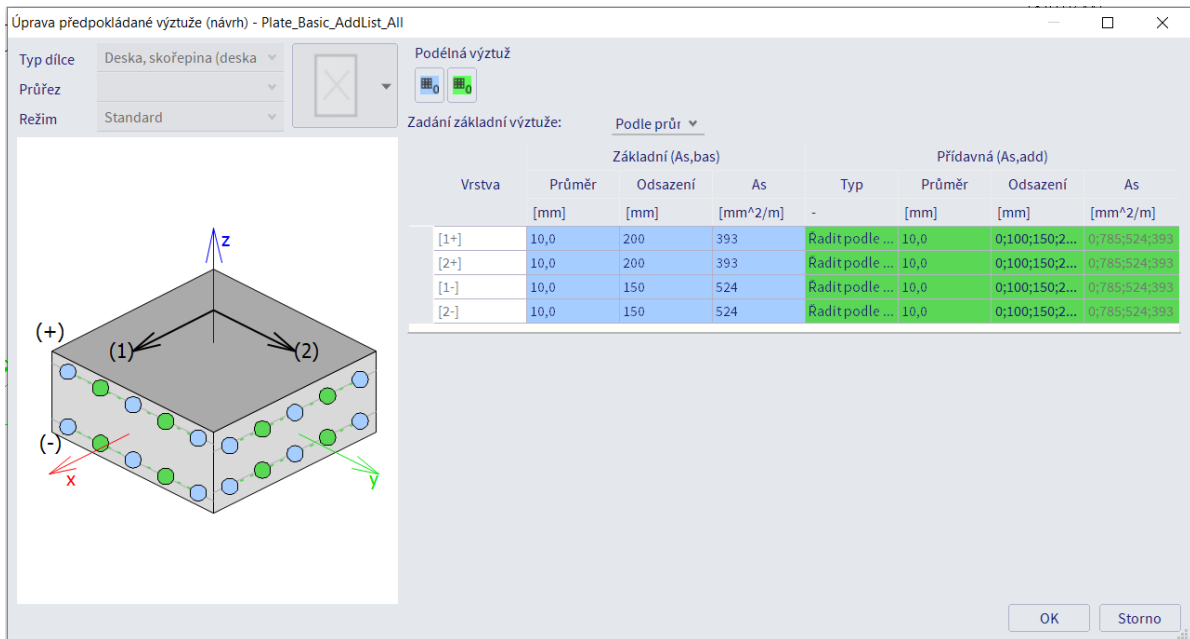 Úprava předpokládané výztuže (návrh) - Plate_Basic_AddList_All
Typ dílce Deska, skořepina (deska
Průřez
Režim Standard
Podélná výztuž
Zadání základní výztuže: Podle průr
Základní (As,bas) Přídavná (As,add)
Vrstva Průměr Odsazení As Typ Průměr Odsazení As
[mm] [mm] [mm^2/m] - [mm] [mm] [mm^2/m]
[1+] 10,0 200 393 Řadit podle ... 10,0 0;100;150;2... 0;785;524;393
[2+] 10,0 200 393 Řadit podle ... 10,0 0;100;150;2... 0;785;524;393
[1-] 10,0 150 524 Řadit podle ... 10,0 0;100;150;2... 0;785;524;393
[2-] 10,0 150 524 Řadit podle ... 10,0 0;100;150;2... 0;785;524;393
z
(+)
(1) (2)
(-)
x y
OK Storno